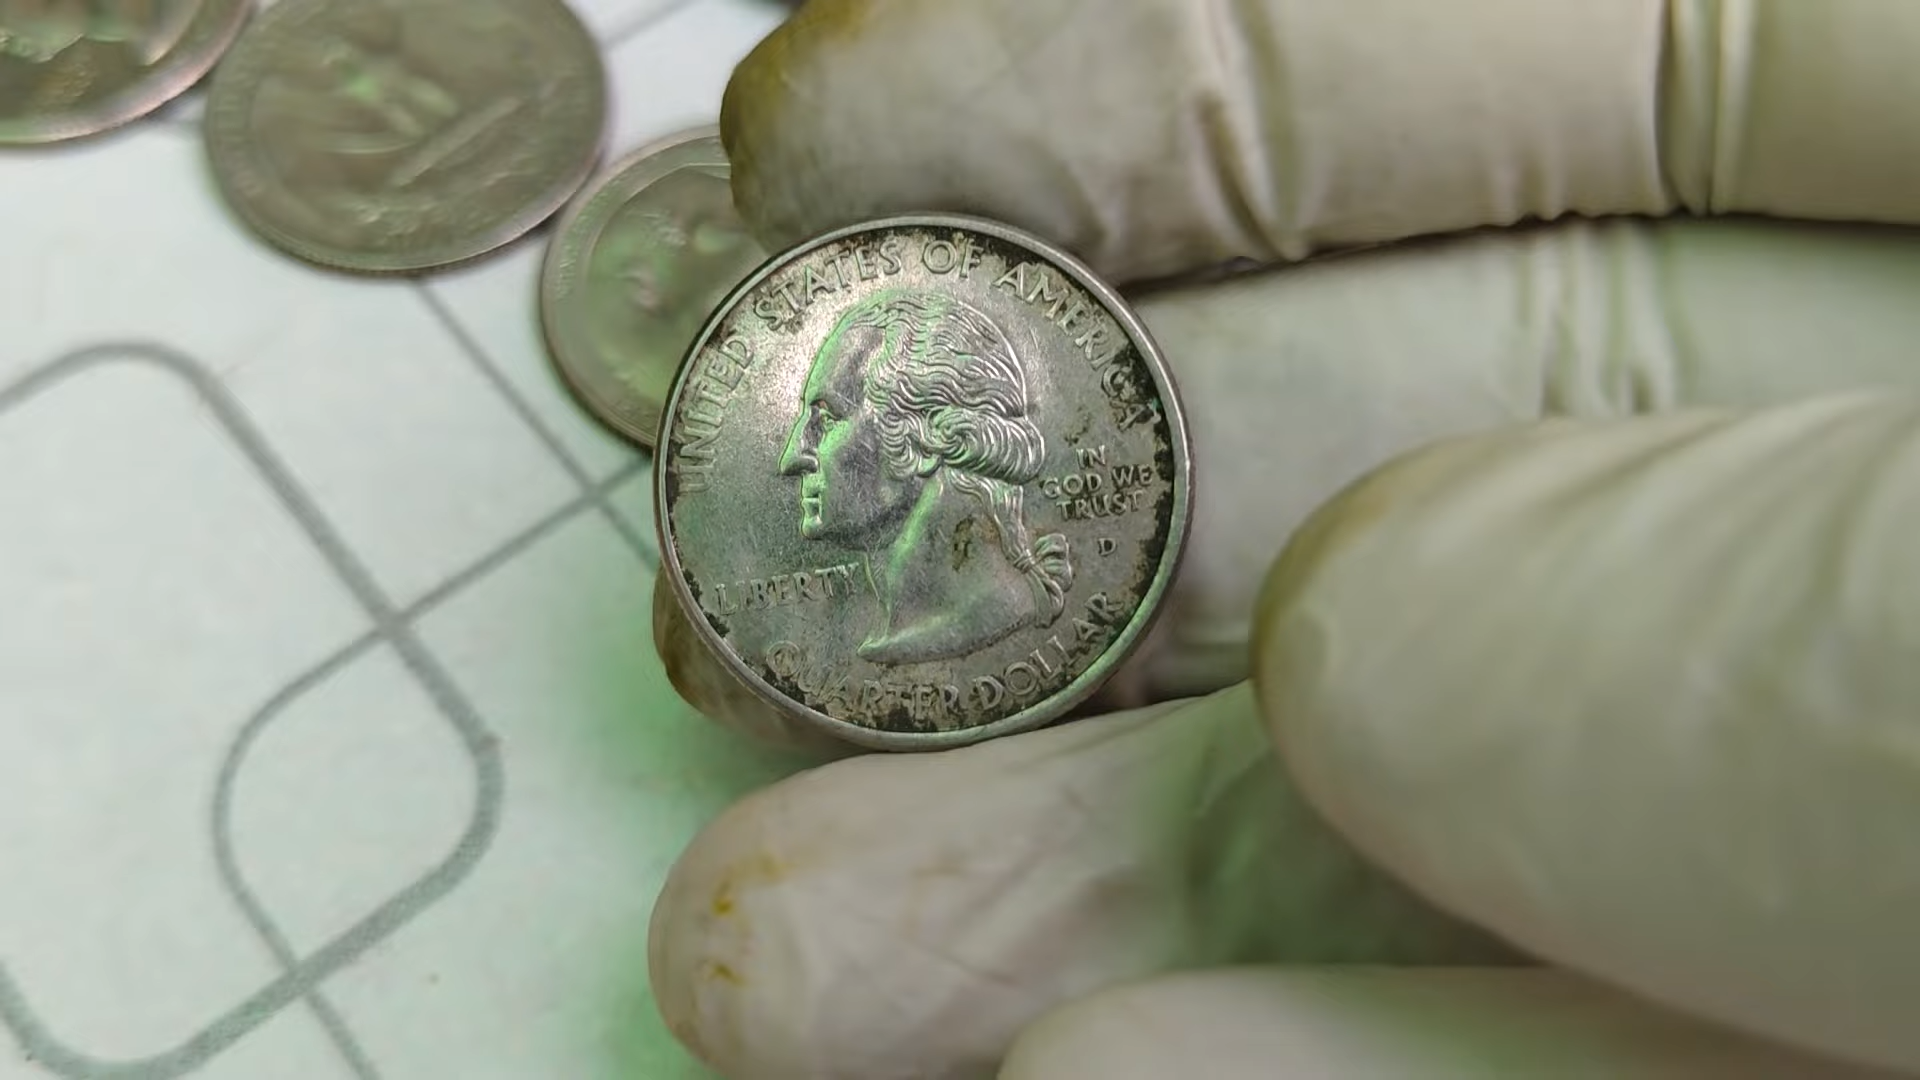 UNITED STATES OF AMERICA
IN
GOD WE
TRUST
D
LIBERTY
QUARTER DOLLAR